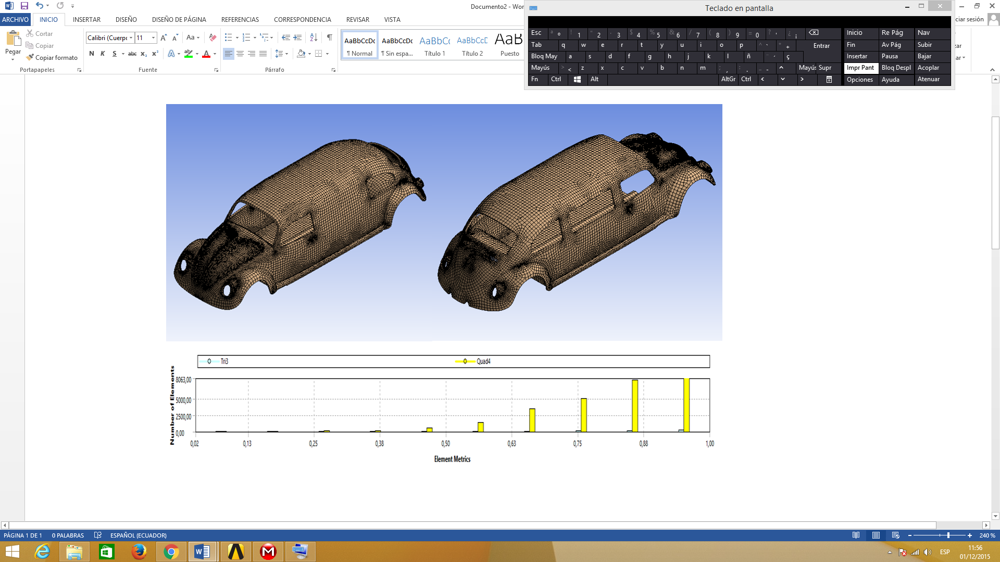 Documento2 - Wor
Teclado en pantalla
ARCHIVO INICIO INSERTAR DISEÑO DISEÑO DE PÁGINA REFERENCIAS CORRESPONDENCIA REVISAR VISTA
ciar sesión
Pegar
Cortar
Copiar
Copiar formato
Portapapeles
Calibri (Cuerpo 11
Aa
N K S abc x₂ x²
Fuente
Párrafo
AaBbCcDc AaBbCcDc AaBbCc AaBbCcD AaB
¶ Normal ¶ Sin espa... Título 1 Título 2 Puesto
Esc 1 2 3 4 5 6 7 8 9 0 Inicio Re Pág Nav
Tab q w e r t y u i o p Entrar Fin Av Pág Subir
Bloq May a s d f g h j k l ñ ç Insertar Pausa Bajar
Mayús > < z x c v b n m Mayús Supr Impr Pant Bloq Despl Acoplar
Fn Ctrl Alt AltGr Ctrl Opciones Ayuda Atenuar
Tri3 Quad4
Number of Elements
8063,00
5000,00
2500,00
0,00
0,02 0,13 0,25 0,38 0,50 0,63 0,75 0,88 1,00
Element Metrics
PÁGINA 1 DE 1 0 PALABRAS ESPAÑOL (ECUADOR)
240 %
ESP
11:56
01/12/2015